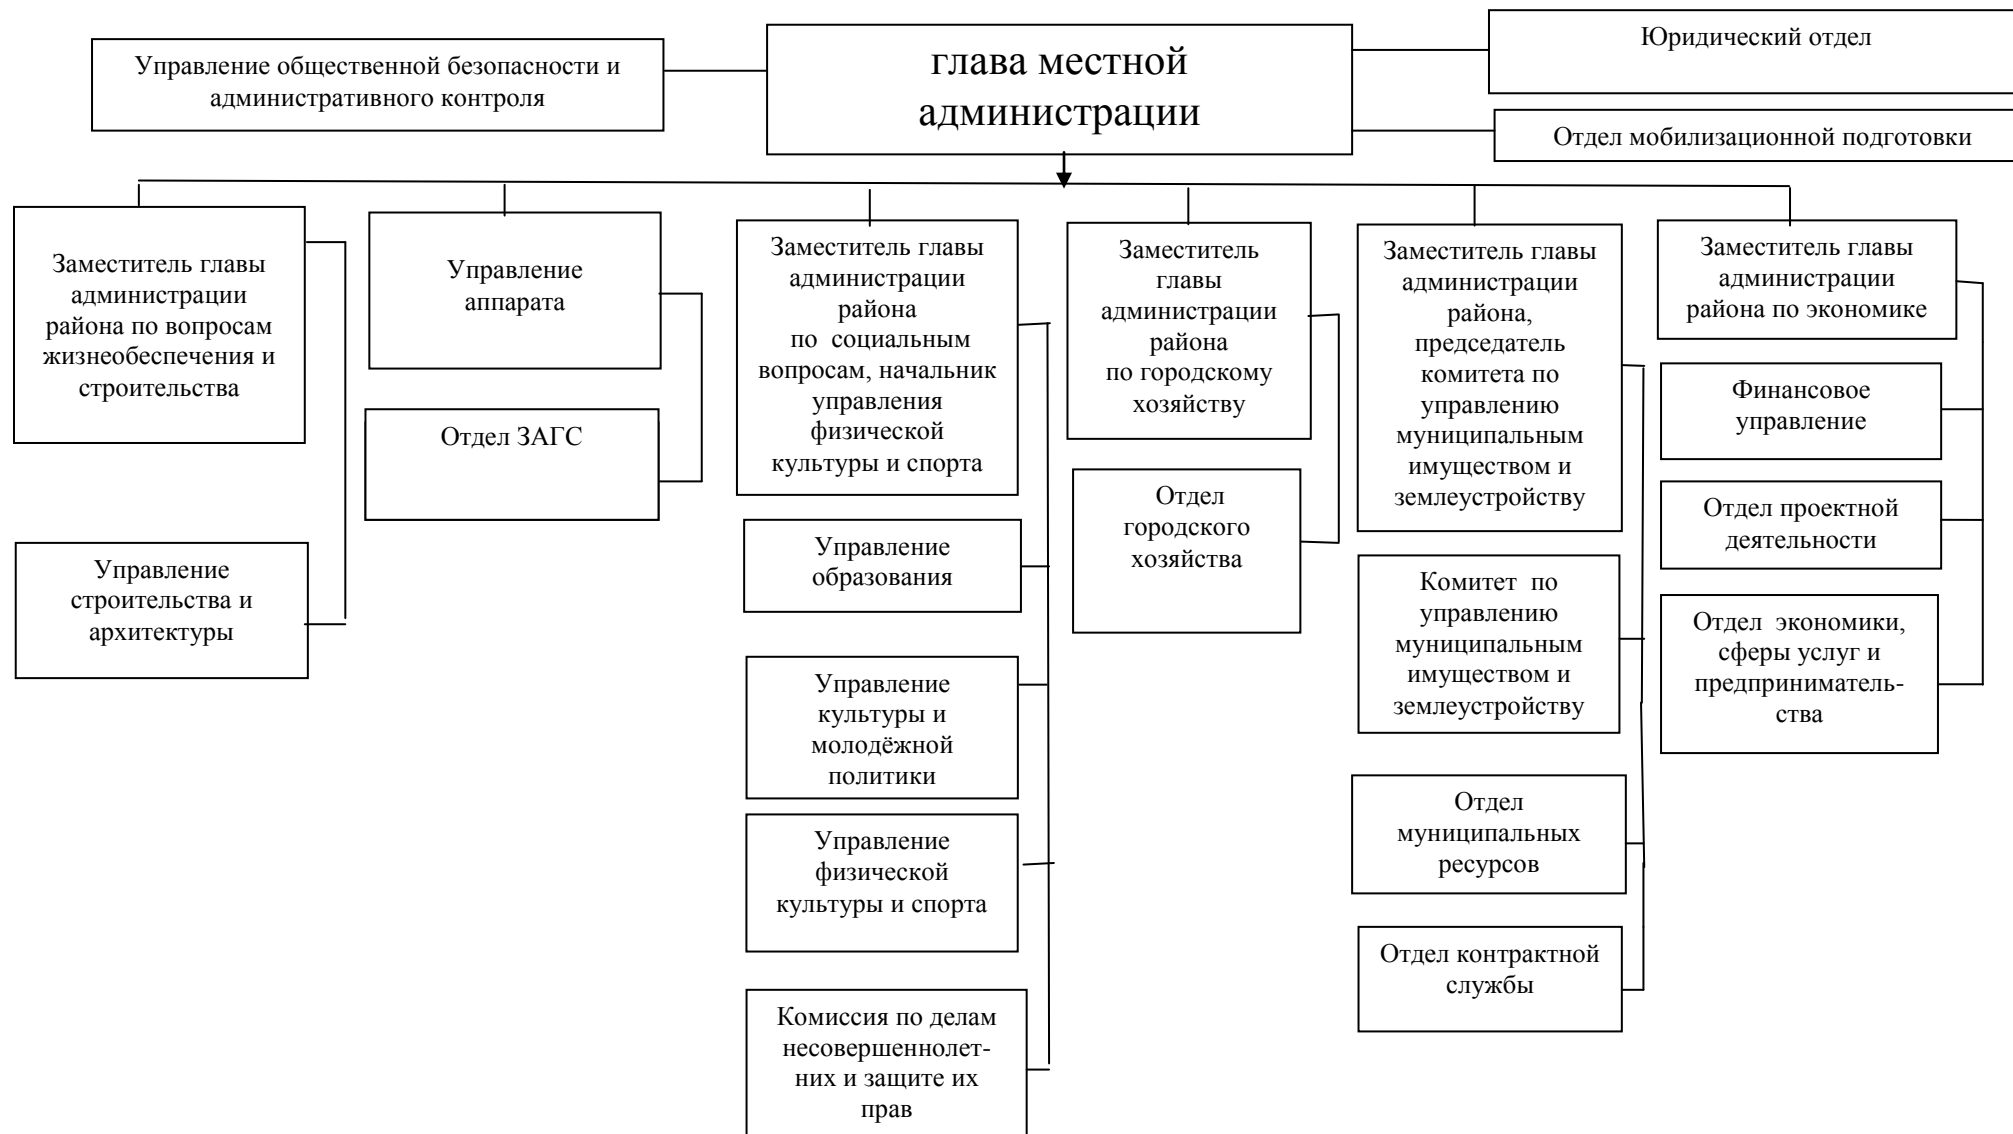 Управление общественной безопасности и
административного контроля
глава местной
администрации
Юридический отдел
Отдел мобилизационной подготовки
Заместитель главы
администрации
района по вопросам
жизнеобеспечения и
строительства
Управление
строительства и
архитектуры
Управление
аппарата
Отдел ЗАГС
Заместитель главы
администрации
района
по социальным
вопросам, начальник
управления
физической
культуры и спорта
Управление
образования
Управление
культуры и
молодёжной
политики
Управление
физической
культуры и спорта
Комиссия по делам
несовершеннолет-
них и защите их
прав
Заместитель
главы
администрации
района
по городскому
хозяйству
Отдел
городского
хозяйства
Заместитель главы
администрации
района,
председатель
комитета по
управлению
муниципальным
имуществом и
землеустройству
Комитет по
управлению
муниципальным
имуществом и
землеустройству
Отдел
муниципальных
ресурсов
Отдел контрактной
службы
Заместитель главы
администрации
района по экономике
Финансовое
управление
Отдел проектной
деятельности
Отдел экономики,
сферы услуг и
предприниматель-
ства